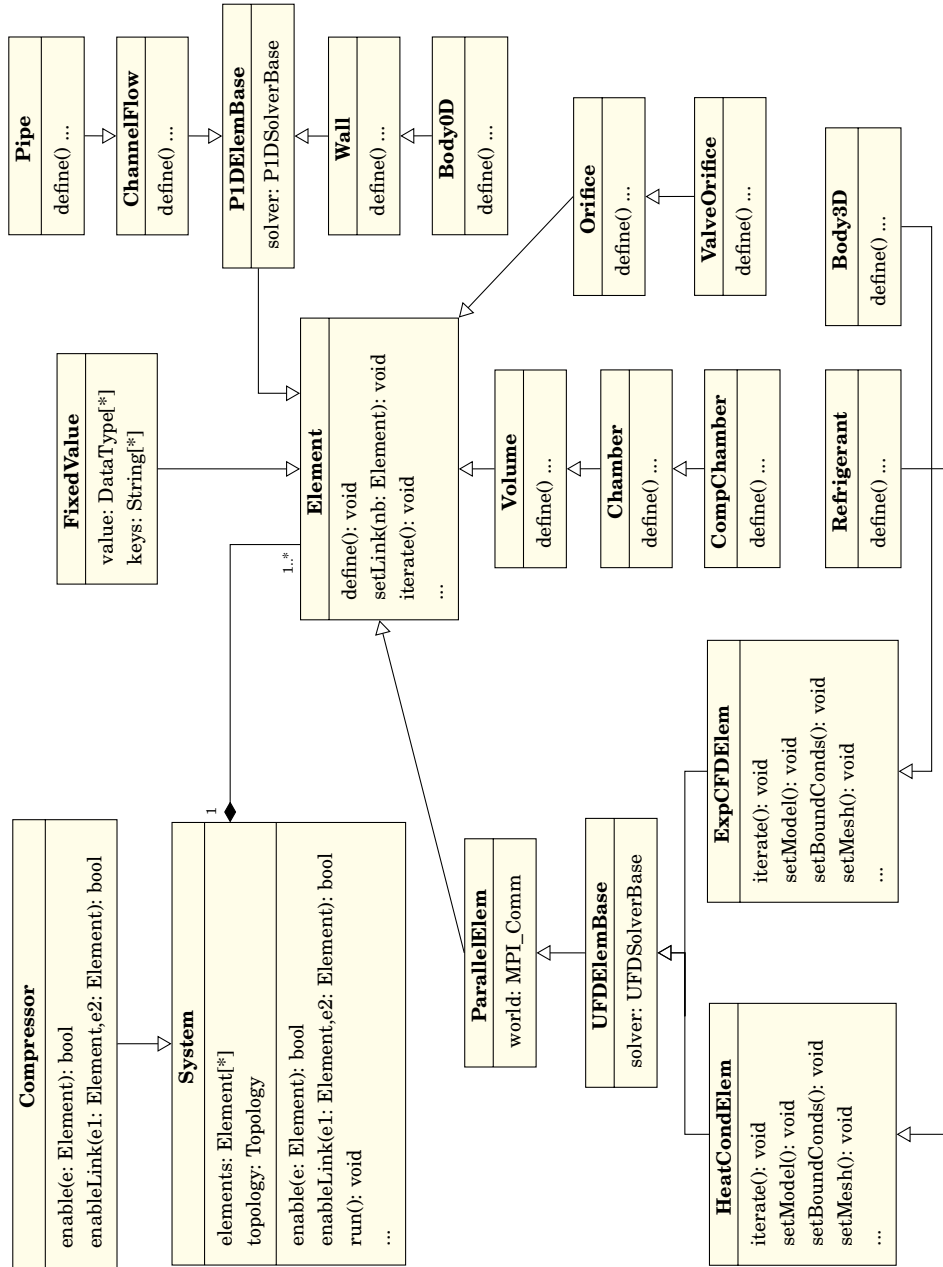 Compressor
enable(e: Element): bool
enableLink(e1: Element,e2: Element): bool
System
elements: Element[*]
topology: Topology
enable(e: Element): bool
enableLink(e1: Element,e2: Element): bool
run(): void
...
1
1..*
FixedValue
value: DataType[*]
keys: String[*]
Pipe
define() ...
ChannelFlow
define() ...
P1DElemBase
solver: P1DSolverBase
Wall
define() ...
Body0D
define() ...
Element
define(): void
setLink(nb: Element): void
iterate(): void
...
ParallelElem
world: MPI_Comm
UFDElemBase
solver: UFDSolverBase
HeatCondElem
iterate(): void
setModel(): void
setBoundConds(): void
setMesh(): void
...
ExpCFDElem
iterate(): void
setModel(): void
setBoundConds(): void
setMesh(): void
...
Volume
define() ...
Chamber
define() ...
CompChamber
define() ...
Orifice
define() ...
ValveOrifice
define() ...
Refrigerant
define() ...
Body3D
define() ...